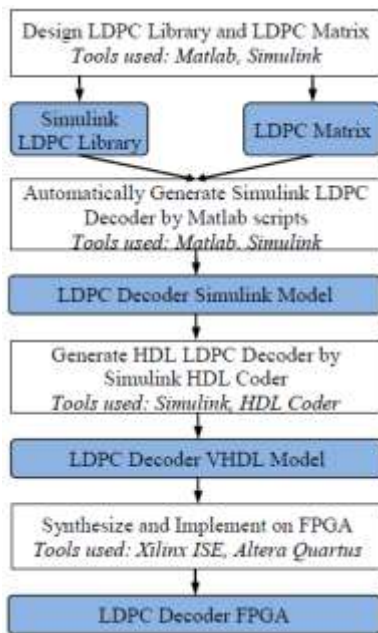 Design LDPC Library and LDPC Matrix
Tools used: Matlab, Simulink
Simulink
LDPC Library
LDPC Matrix
Automatically Generate Simulink LDPC
Decoder by Matlab scripts
Tools used: Matlab, Simulink
LDPC Decoder Simulink Model
Generate HDL LDPC Decoder by
Simulink HDL Coder
Tools used: Simulink, HDL Coder
LDPC Decoder VHDL Model
Synthesize and Implement on FPGA
Tools used: Xilinx ISE, Altera Quartus
LDPC Decoder FPGA